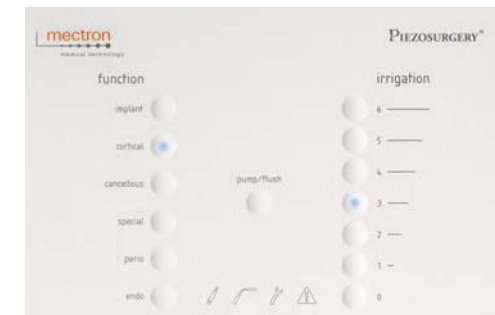 mectron
medical technology
PIEZOSURGERY®
function
irrigation
implant
cortical
cancellous
special
perio
endo
pump/flush
6
5
4
3
2
1
0